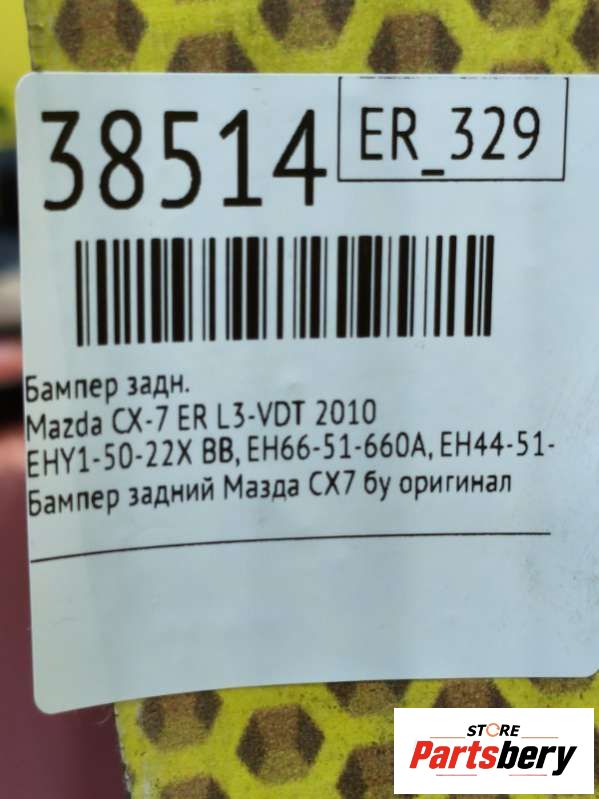 38514
ER_329
Бампер задн.
Mazda CX-7 ER L3-VDT 2010
EHY1-50-22X BB, EH66-51-660A, EH44-51-
Бампер задний Мазда СХ7 бу оригинал
STORE
Partsbery